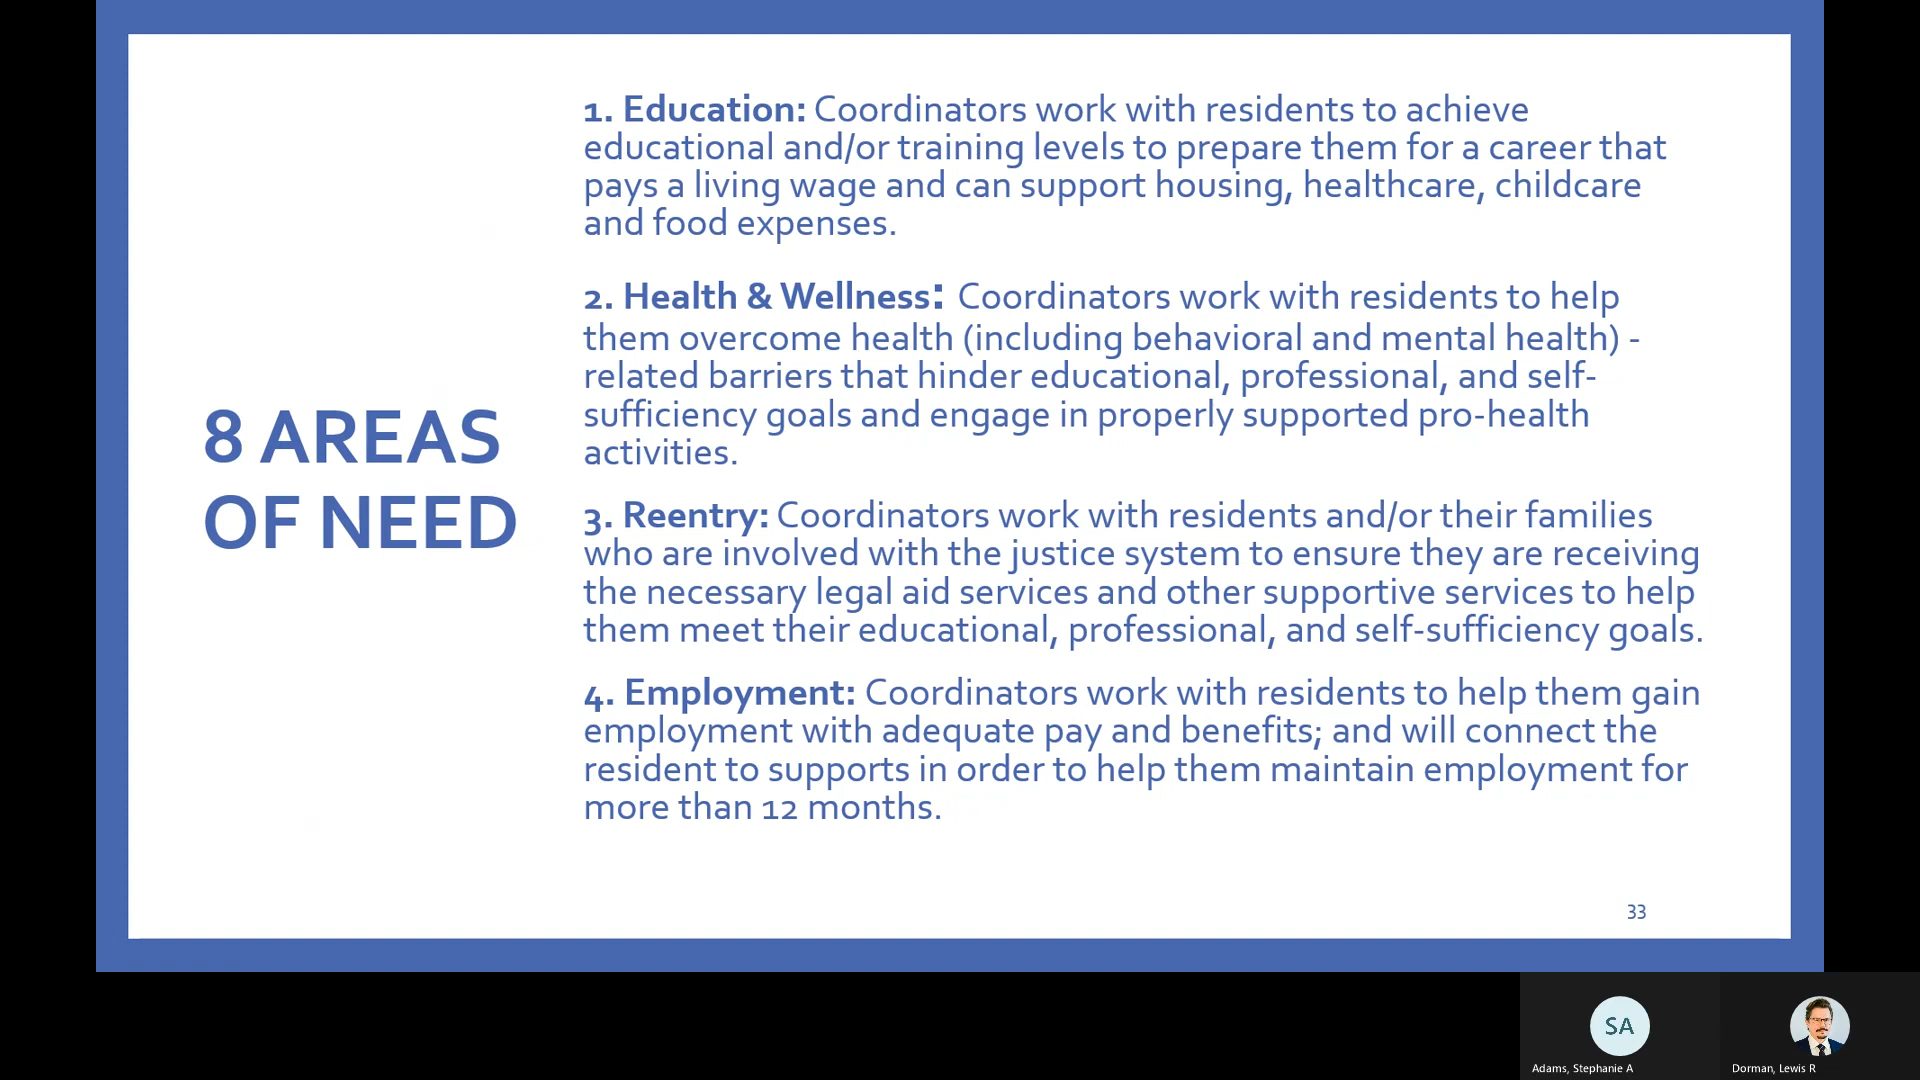 8 AREAS
OF NEED
1. Education: Coordinators work with residents to achieve
educational and/or training levels to prepare them for a career that
pays a living wage and can support housing, healthcare, childcare
and food expenses.
2. Health & Wellness: Coordinators work with residents to help
them overcome health (including behavioral and mental health) -
related barriers that hinder educational, professional, and self-
sufficiency goals and engage in properly supported pro-health
activities.
3. Reentry: Coordinators work with residents and/or their families
who are involved with the justice system to ensure they are receiving
the necessary legal aid services and other supportive services to help
them meet their educational, professional, and self-sufficiency goals.
4. Employment: Coordinators work with residents to help them gain
employment with adequate pay and benefits; and will connect the
resident to supports in order to help them maintain employment for
more than 12 months.
33
SA
Adams, Stephanie A
Dorman, Lewis R